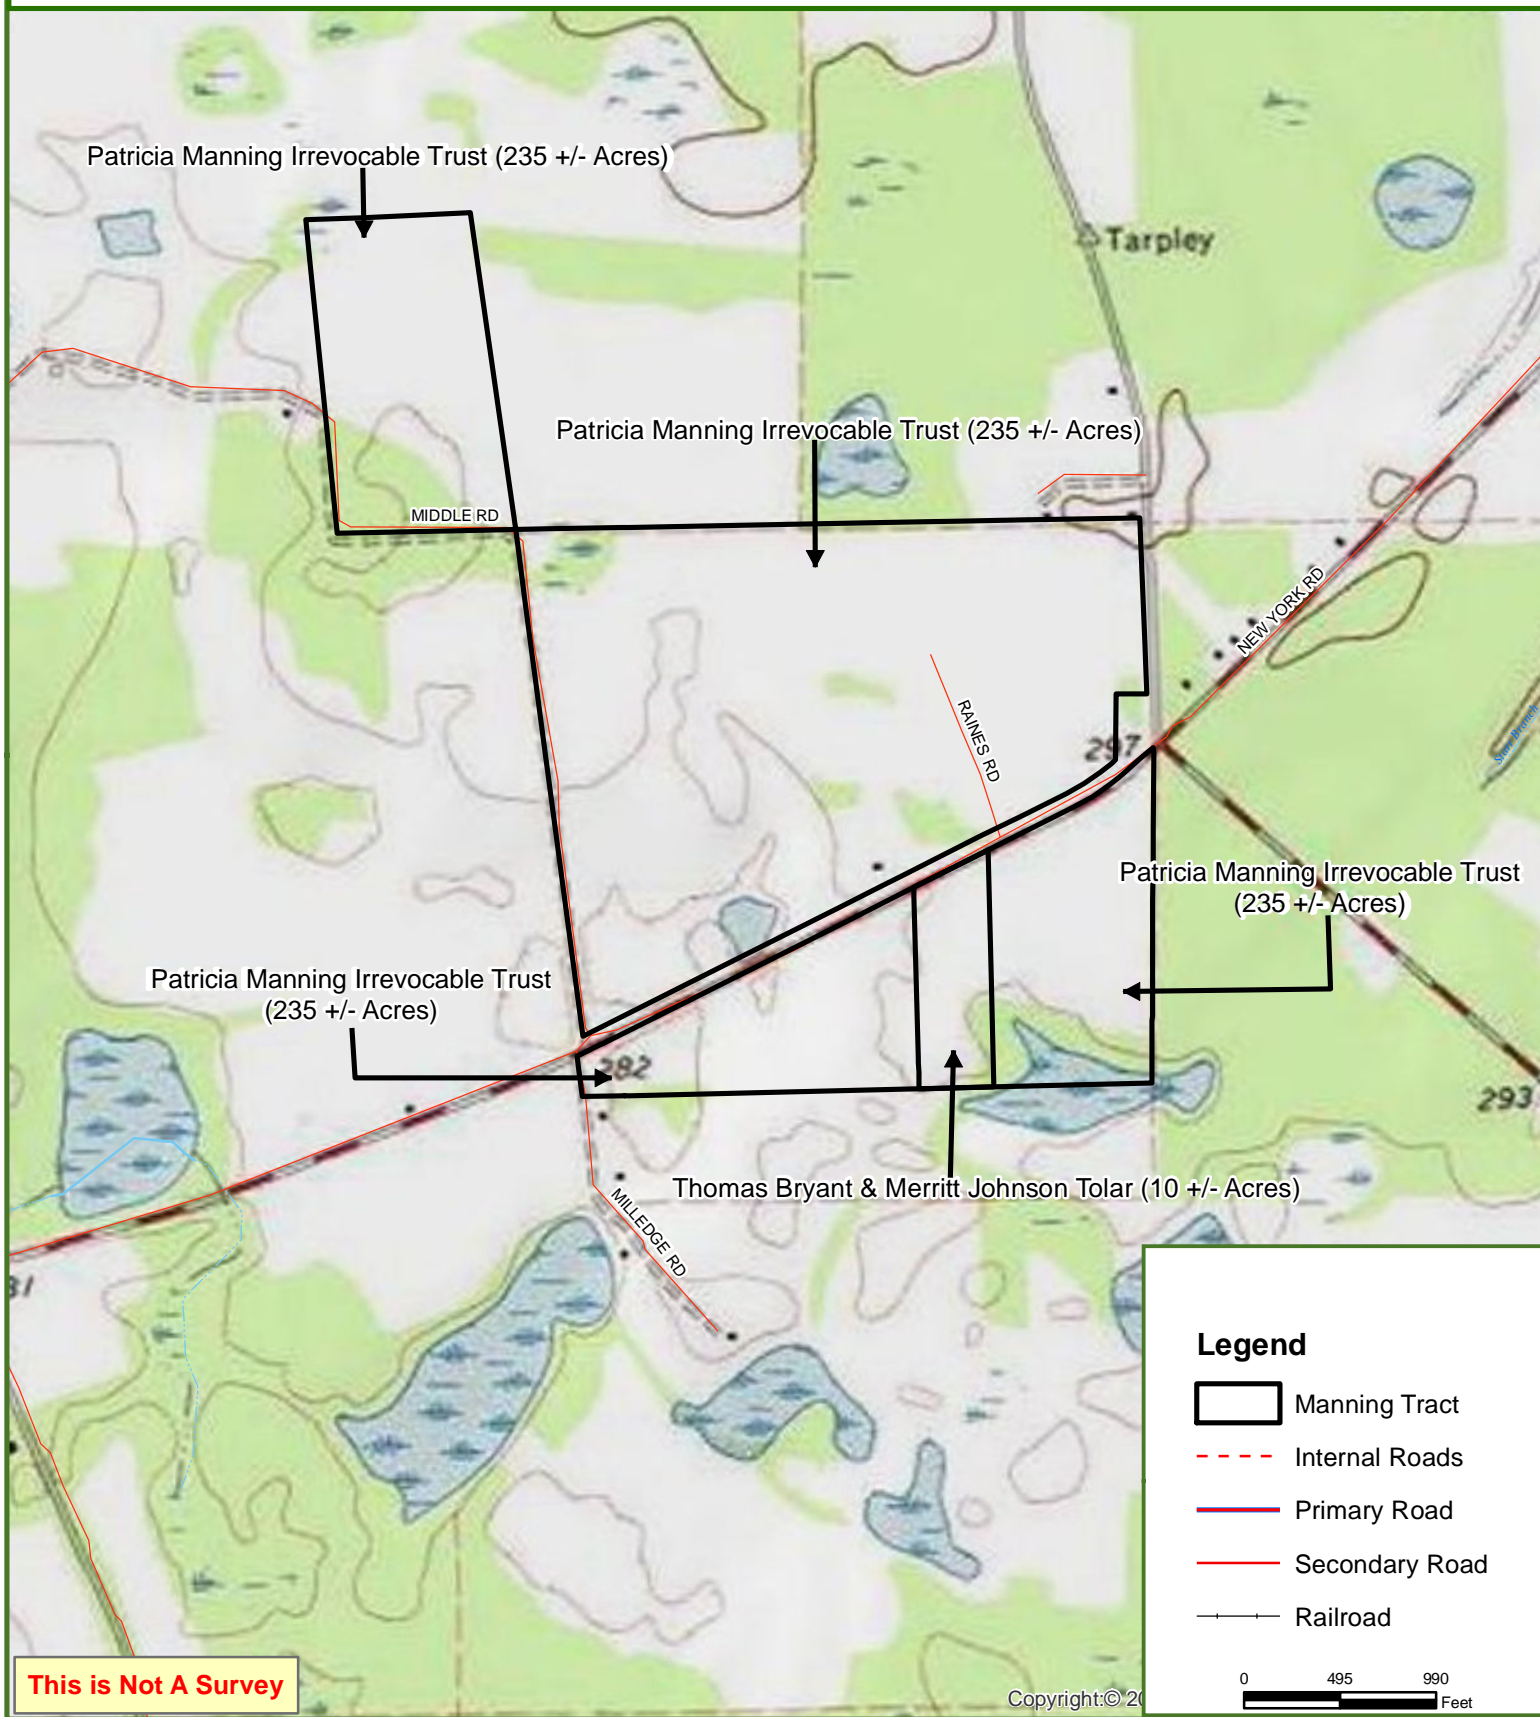 Patricia Manning Irrevocable Trust (235 +/- Acres)
Tarpley
Patricia Manning Irrevocable Trust (235 +/- Acres)
MIDDLE RD
NEW YORK RD
RAINES RD
297
Patricia Manning Irrevocable Trust
(235 +/- Acres)
Patricia Manning Irrevocable Trust
(235 +/- Acres)
282
293
Thomas Bryant & Merritt Johnson Tolar (10 +/- Acres)
MILLEDGE RD
Legend
Manning Tract
Internal Roads
Primary Road
Secondary Road
Railroad
0 495 990
Feet
This is Not A Survey
Copyright:©